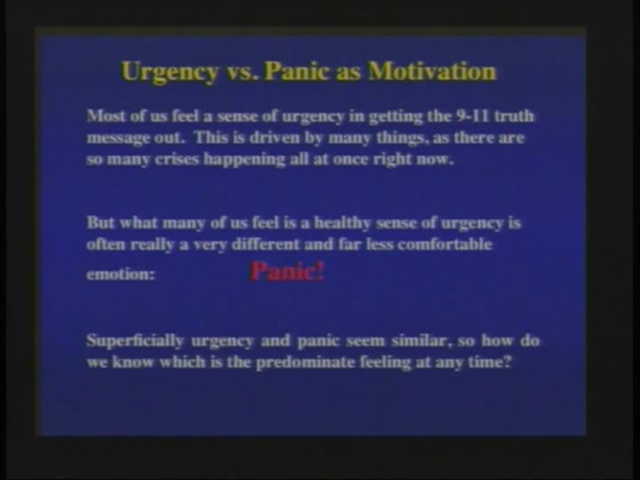 Urgency vs. Panic as Motivation
Most of us feel a sense of urgency in getting the 9-11 truth
message out. This is driven by many things, as there are
so many crises happening all at once right now.
But what many of us feel is a healthy sense of urgency is
often really a very different and far less comfortable
emotion: Panic!
Superficially urgency and panic seem similar, so how do
we know which is the predominate feeling at any time?